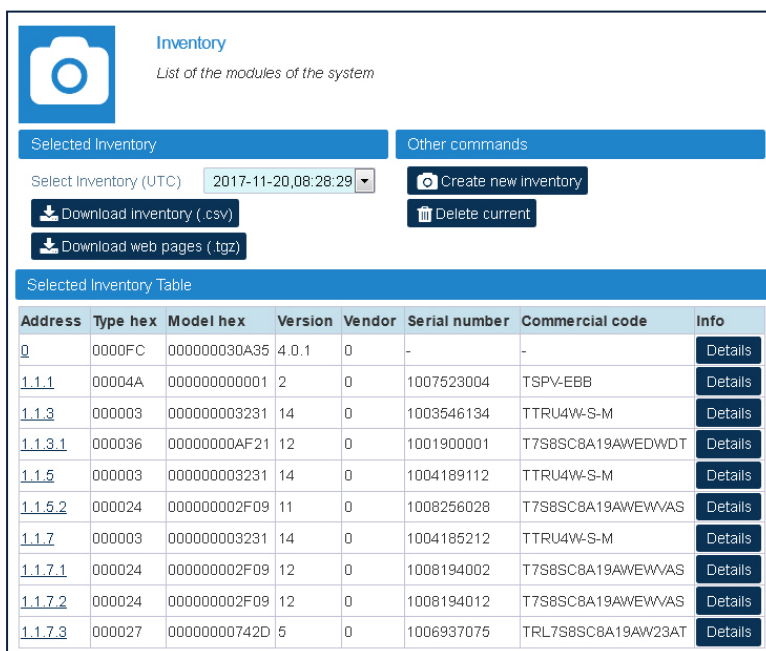 Inventory
List of the modules of the system
Selected Inventory
Other commands
Select Inventory (UTC) 2017-11-20,08:28:29
Create new inventory
Download inventory (.csv)
Delete current
Download web pages (.tgz)
Selected Inventory Table
Address Type hex Model hex Version Vendor Serial number Commercial code Info
0 0000FC 000000030A35 4.0.1 0 - - Details
1.1.1 00004A 000000000001 2 0 1007523004 TSPV-EBB Details
1.1.3 000003 000000003231 14 0 1003546134 TTRU4W-S-M Details
1.1.3.1 000036 00000000AF21 12 0 1001900001 T7S8SC8A19AWEDWDT Details
1.1.5 000003 000000003231 14 0 1004189112 TTRU4W-S-M Details
1.1.5.2 000024 000000002F09 11 0 1008256028 T7S8SC8A19AWEWVAS Details
1.1.7 000003 000000003231 14 0 1004185212 TTRU4W-S-M Details
1.1.7.1 000024 000000002F09 12 0 1008194002 T7S8SC8A19AWEWVAS Details
1.1.7.2 000024 000000002F09 12 0 1008194012 T7S8SC8A19AWEWVAS Details
1.1.7.3 000027 00000000742D 5 0 1006937075 TRL7S8SC8A19AW23AT Details